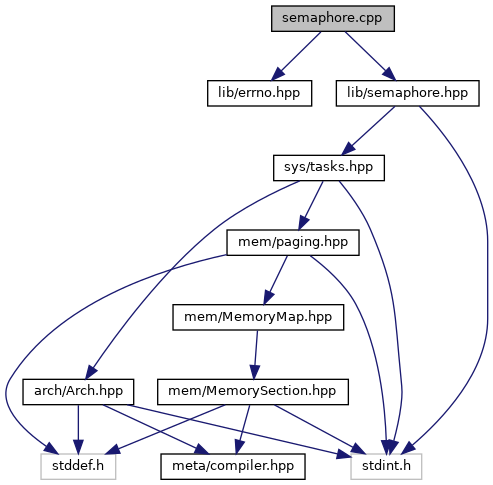 semaphore.cpp
lib/errno.hpp
lib/semaphore.hpp
sys/tasks.hpp
mem/paging.hpp
mem/MemoryMap.hpp
arch/Arch.hpp
mem/MemorySection.hpp
stddef.h
meta/compiler.hpp
stdint.h